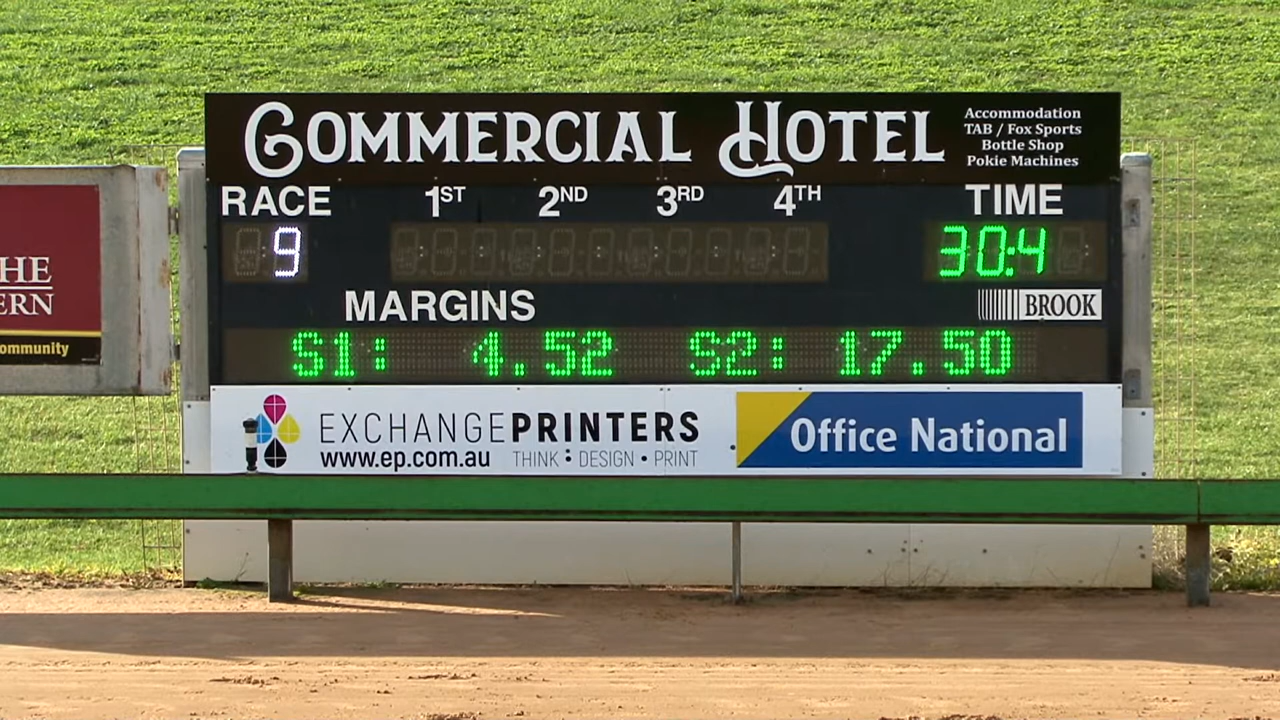 COMMERCIAL HOTEL
Accommodation
TAB / Fox Sports
Bottle Shop
Pokie Machines
RACE 1ST 2ND 3RD 4TH TIME
9 30:4
MARGINS BROOK
S1: 4.52 S2: 17.50
HE
ERN
ommunity
EXCHANGEPRINTERS
www.ep.com.au THINK : DESIGN • PRINT
Office National